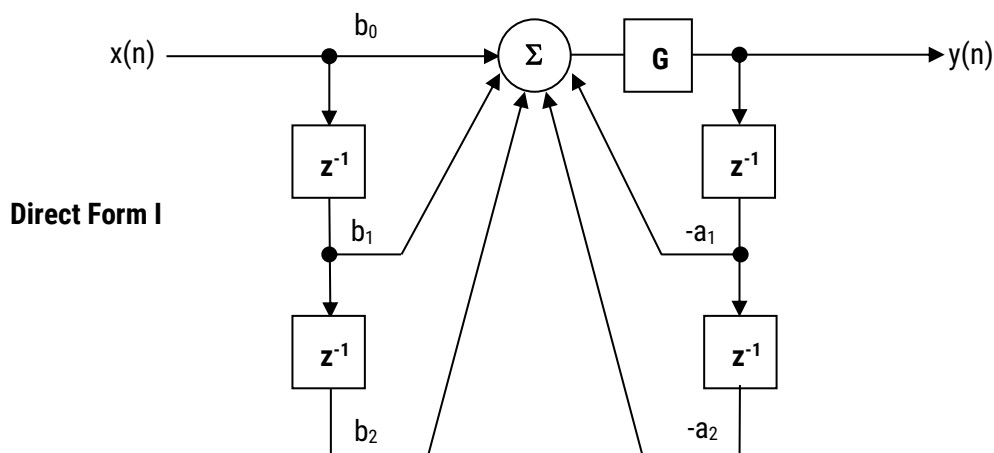 b₀
x(n)
Σ
G
y(n)
z⁻¹
z⁻¹
Direct Form I
b₁
-a₁
z⁻¹
z⁻¹
b₂
-a₂